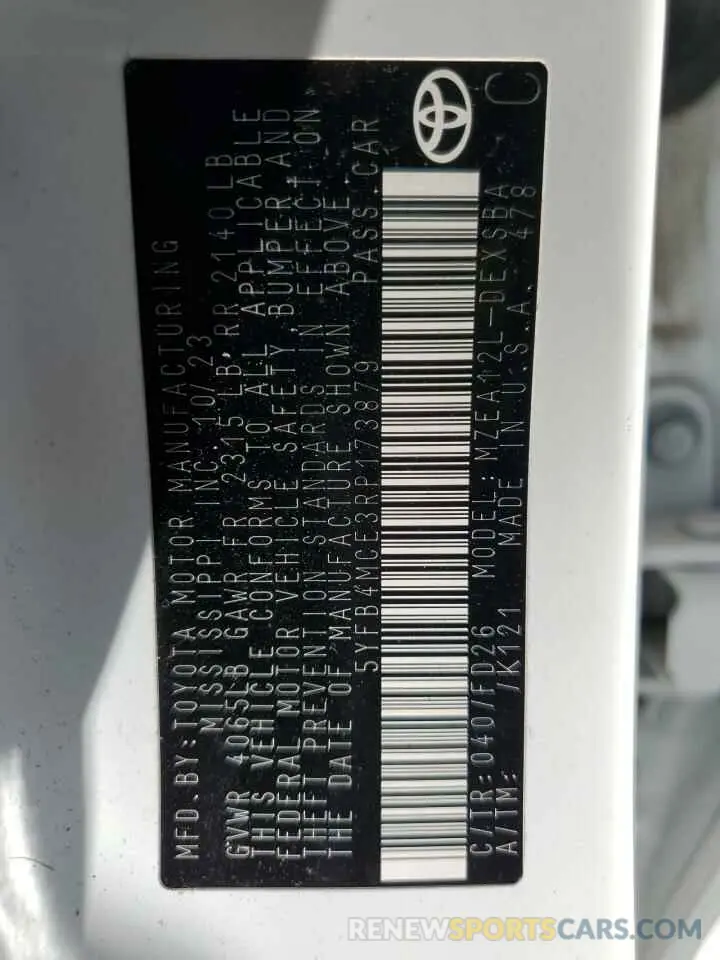 MFD. BY: TOYOTA MOTOR MANUFACTURING
MISSISSIPPI INC. 10/23
GVWR 4065LB GAWR FR 2315 LB, RR 2140LB
THIS VEHICLE CONFORMS TO ALL APPLICABLE
FEDERAL MOTOR VEHICLE SAFETY, BUMPER, AND
THEFT PREVENTION STANDARDS IN EFFECT ON
THE DATE OF MANUFACTURE SHOWN ABOVE.
5YFB4MCE3RP173879 PASS.CAR
C/TR: 040/FD26 MODEL: MZEA12L-DEXSBA
A/TM: /K121 MADE IN U.S.A. 478
C
RENEWSPORTSCARS.COM